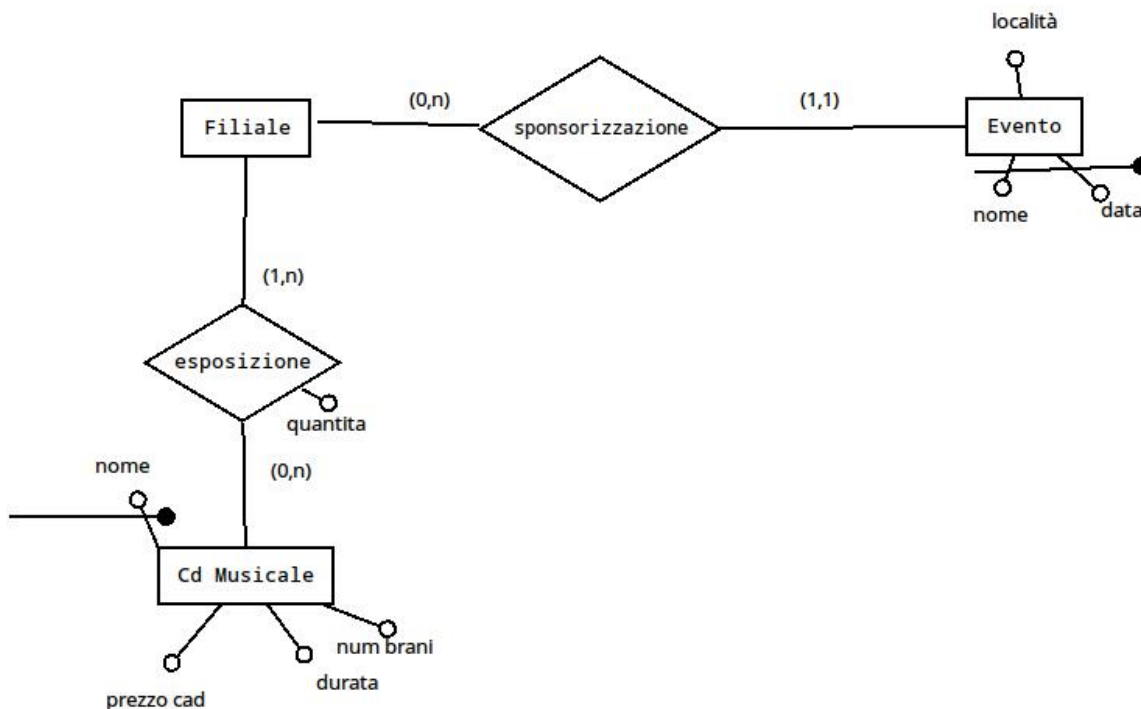 località
(0,n)
(1,1)
Filiale
sponsorizzazione
Evento
nome
data
(1,n)
esposizione
quantita
(0,n)
nome
Cd Musicale
num brani
durata
prezzo cad